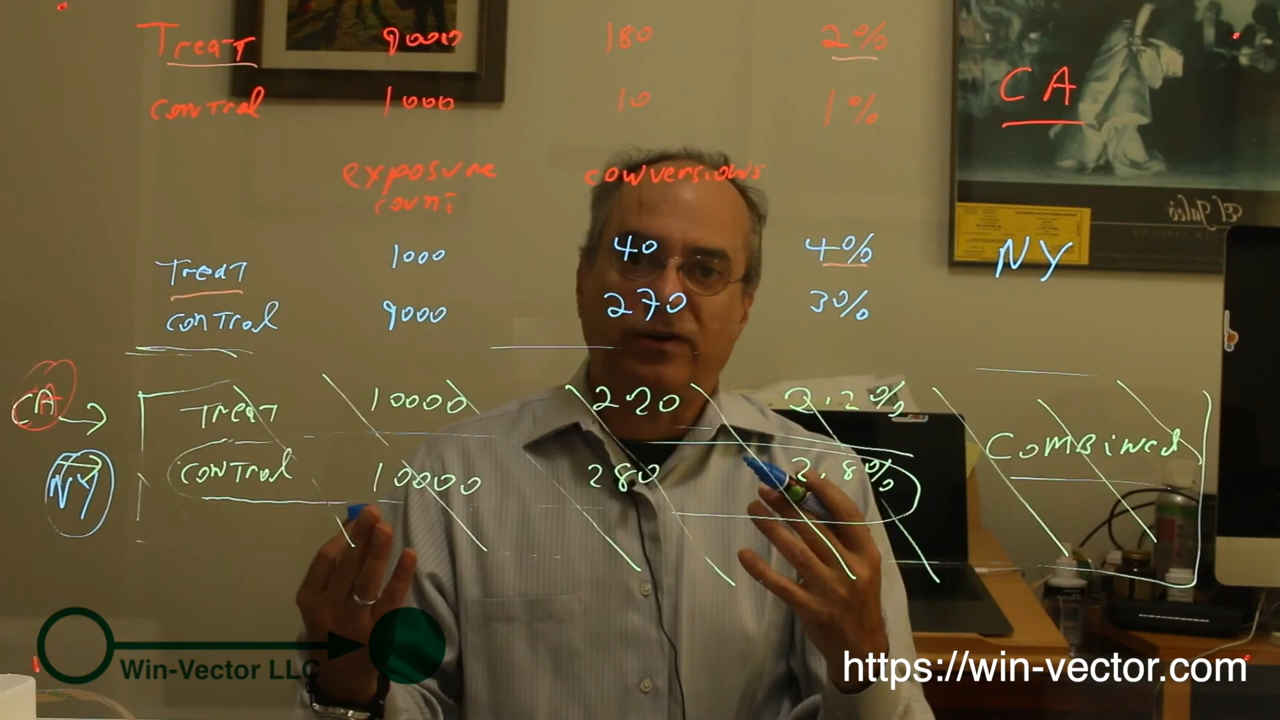 Treat 9000 180 2%
control 1000 10 1% CA
exposure conversions
count
Treat 1000 40 4% NY
control 9000 270 3%
CA → Treat 10000 220 2.2%
Combined
NY control 10000 280 2.8%
Win-Vector LLC
https://win-vector.com